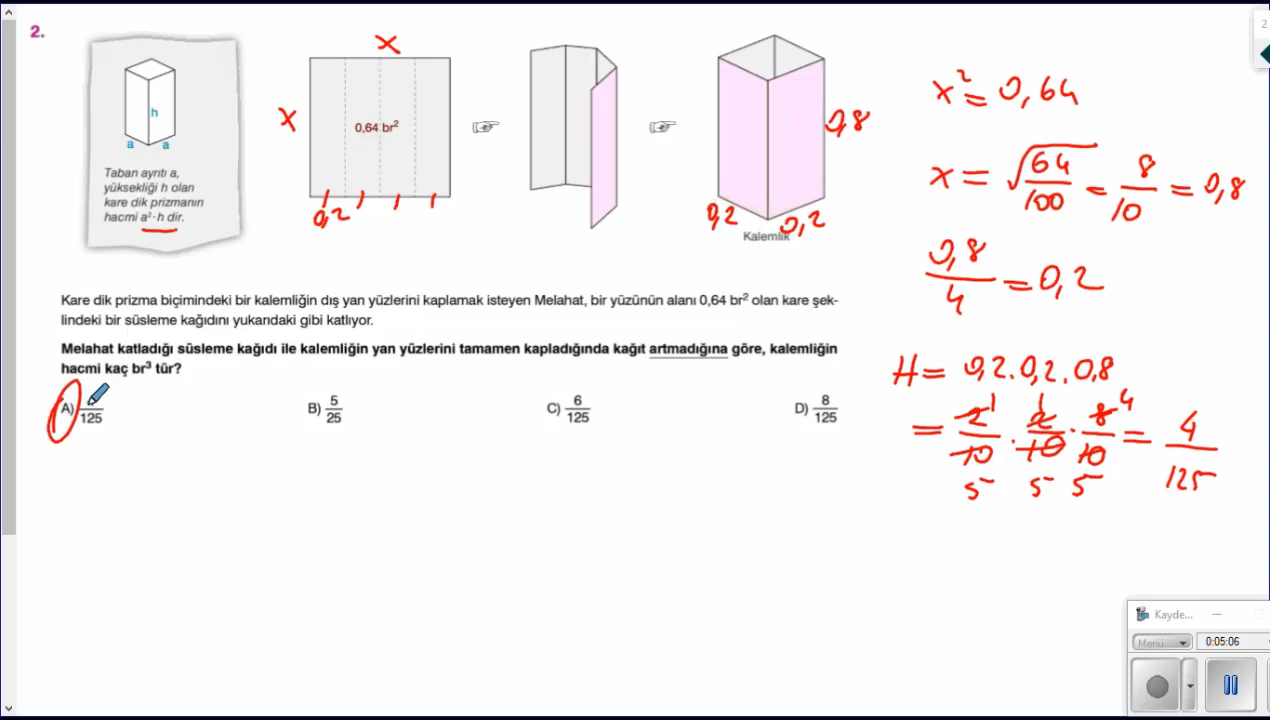 2.
h
a a
Taban ayrıtı a,
yüksekliği h olan
kare dik prizmanın
hacmi a²·h dir.
x
x
0,64 br²
0,2
0,8
0,2 0,2
Kalemlik
Kare dik prizma biçimindeki bir kalemliğin dış yan yüzlerini kaplamak isteyen Melahat, bir yüzünün alanı 0,64 br² olan kare şek-
lindeki bir süsleme kağıdını yukarıdaki gibi katlıyor.
Melahat katladığı süsleme kağıdı ile kalemliğin yan yüzlerini tamamen kapladığında kağıt artmadığına göre, kalemliğin
hacmi kaç br³ tür?
A) /125
B) 5/25
C) 6/125
D) 8/125
x² = 0,64
x = √64/100 = 8/10 = 0,8
0,8/4 = 0,2
H = 0,2 . 0,2 . 0,8
1 1 4
= 2/10 . 2/10 . 8/10 = 4/125
5 5 5
2
Kayde...
Menü
0:05:06